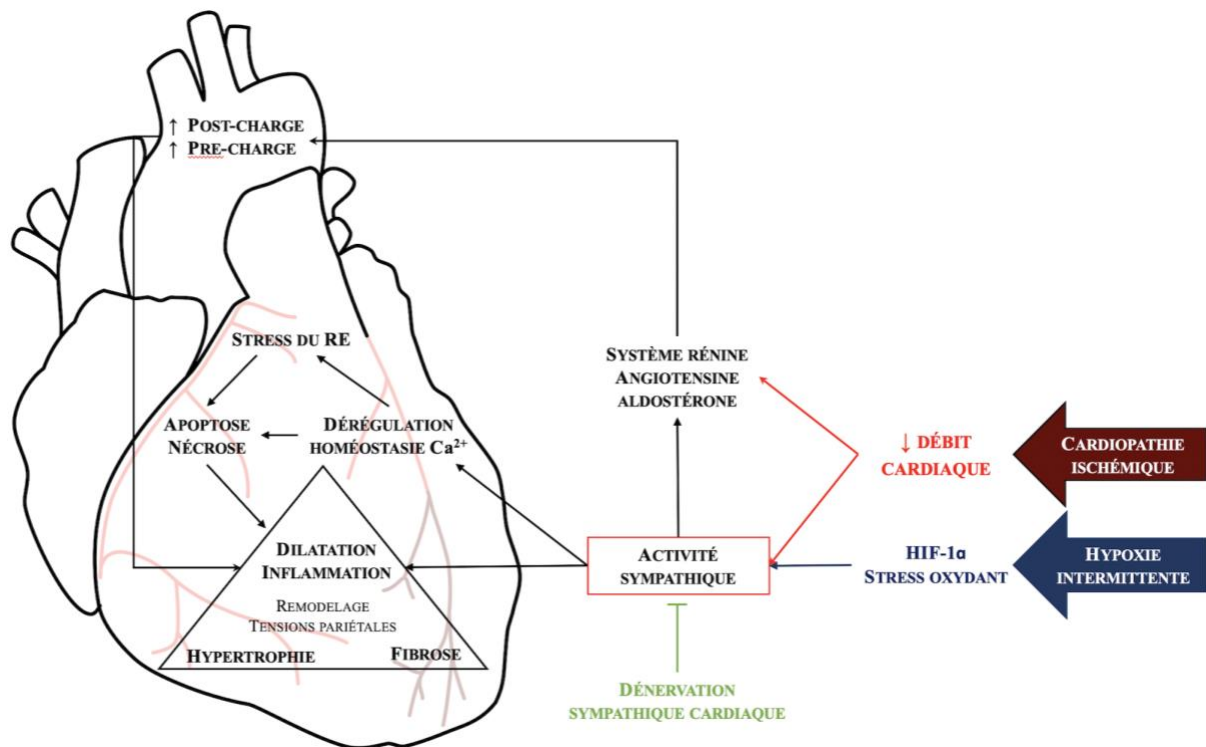 ↑ POST-CHARGE
↑ PRE-CHARGE
STRESS DU RE
APOPTOSE
NÉCROSE
DÉRÉGULATION
HOMÉOSTASIE Ca²⁺
DILATATION
INFLAMMATION
REMODELAGE
TENSIONS PARIÉTALES
HYPERTROPHIE
FIBROSE
SYSTÈME RÉNINE
ANGIOTENSINE
ALDOSTÉRONE
ACTIVITÉ
SYMPATHIQUE
DÉNERVATION
SYMPATHIQUE CARDIAQUE
↓ DÉBIT
CARDIAQUE
CARDIOPATHIE
ISCHÉMIQUE
HIF-1α
STRESS OXYDANT
HYPOXIE
INTERMITTENTE